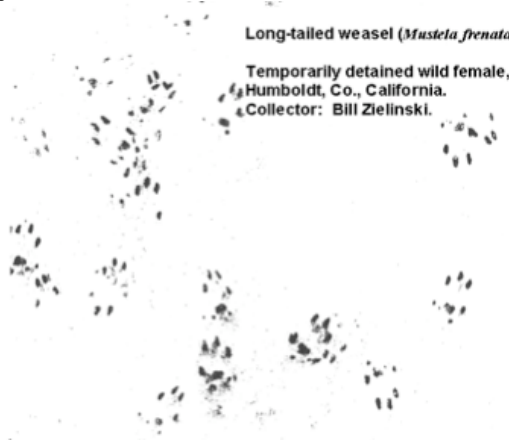 Long-tailed weasel (Mustela frenata
Temporarily detained wild female,
Humboldt, Co., California.
Collector: Bill Zielinski.